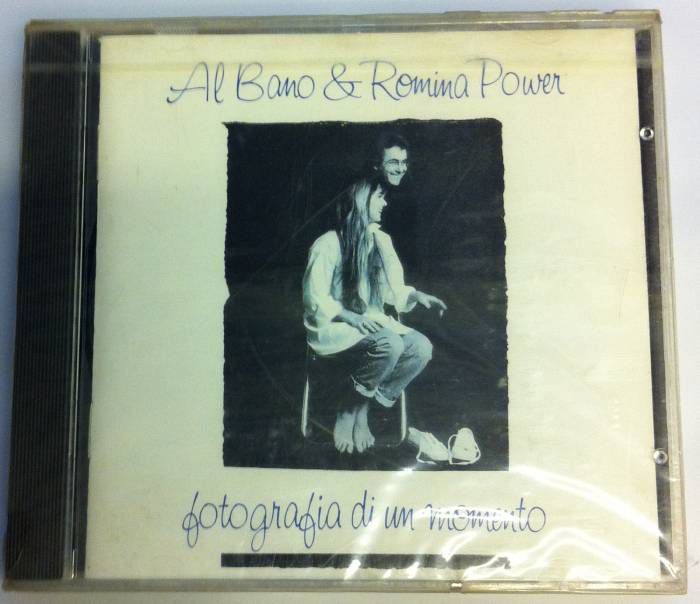 Al Bano & Romina Power
fotografia di un momento